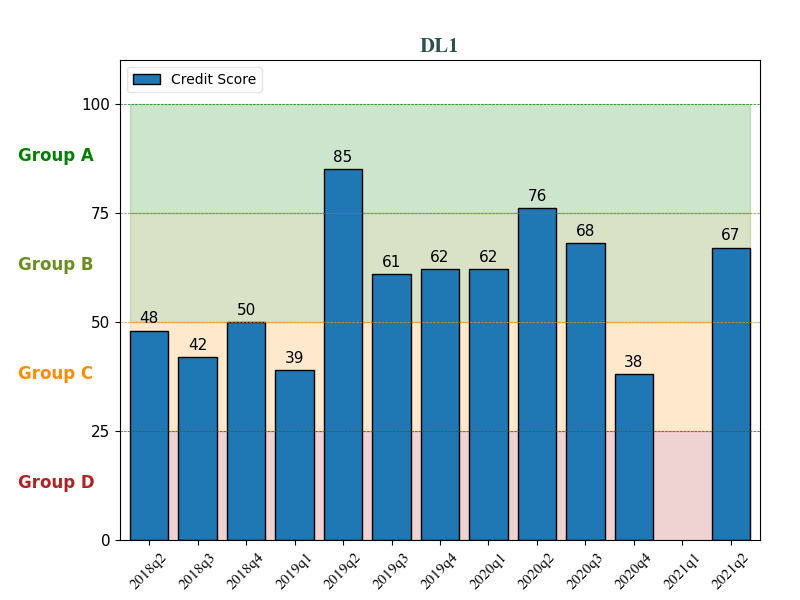 DL1
Credit Score
100
75
50
25
0
Group A
Group B
Group C
Group D
48
42
50
39
85
61
62
62
76
68
38
67
2018q2
2018q3
2018q4
2019q1
2019q2
2019q3
2019q4
2020q1
2020q2
2020q3
2020q4
2021q1
2021q2